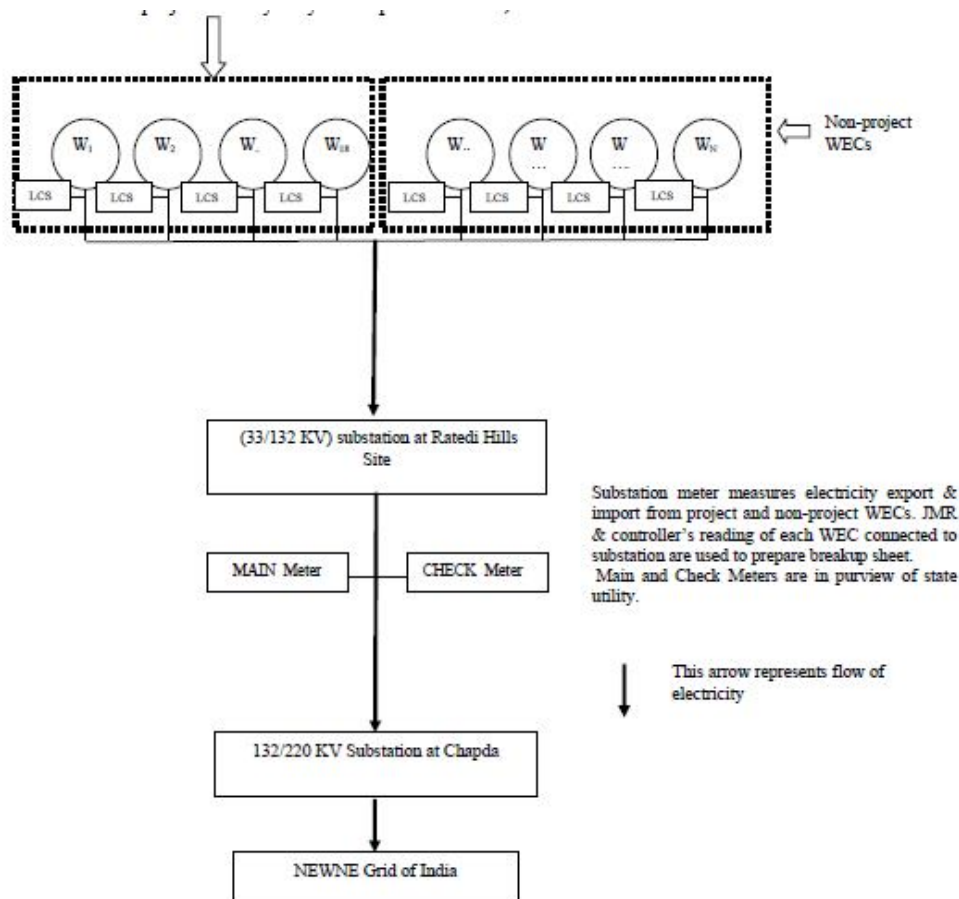 W1
W2
W..
W18
W..
W
...
W
....
WN
Non-project
WECs
LCS
LCS
LCS
LCS
LCS
LCS
LCS
LCS
(33/132 KV) substation at Ratedi Hills
Site
Substation meter measures electricity export &
import from project and non-project WECs. JMR
& controller's reading of each WEC connected to
substation are used to prepare breakup sheet.
Main and Check Meters are in purview of state
utility.
MAIN Meter
CHECK Meter
This arrow represents flow of
electricity
132/220 KV Substation at Chapda
NEWNE Grid of India